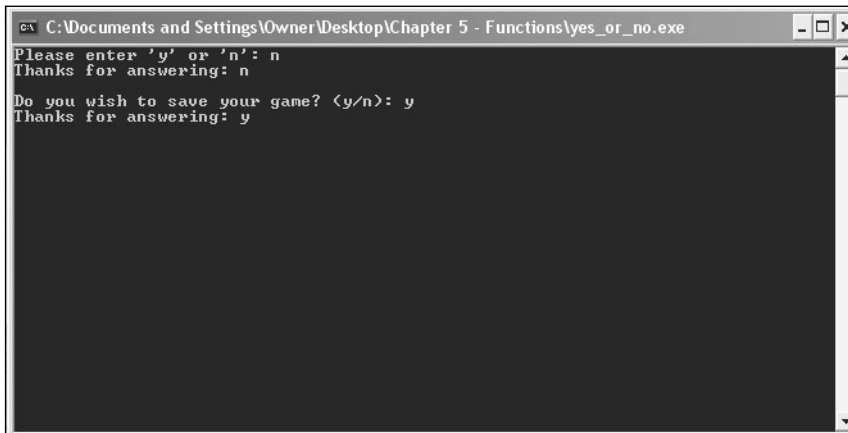 C:\Documents and Settings\Owner\Desktop\Chapter 5 - Functions\yes_or_no.exe
Please enter 'y' or 'n': n
Thanks for answering: n
Do you wish to save your game? (y/n): y
Thanks for answering: y